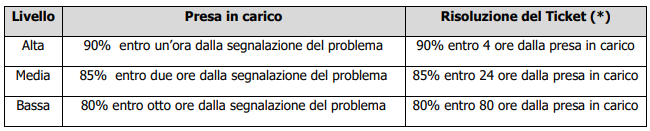 Livello Presa in carico Risoluzione del Ticket (*)
Alta 90% entro un'ora dalla segnalazione del problema 90% entro 4 ore dalla presa in carico
Media 85% entro due ore dalla segnalazione del problema 85% entro 24 ore dalla presa in carico
Bassa 80% entro otto ore dalla segnalazione del problema 80% entro 80 ore dalla presa in carico